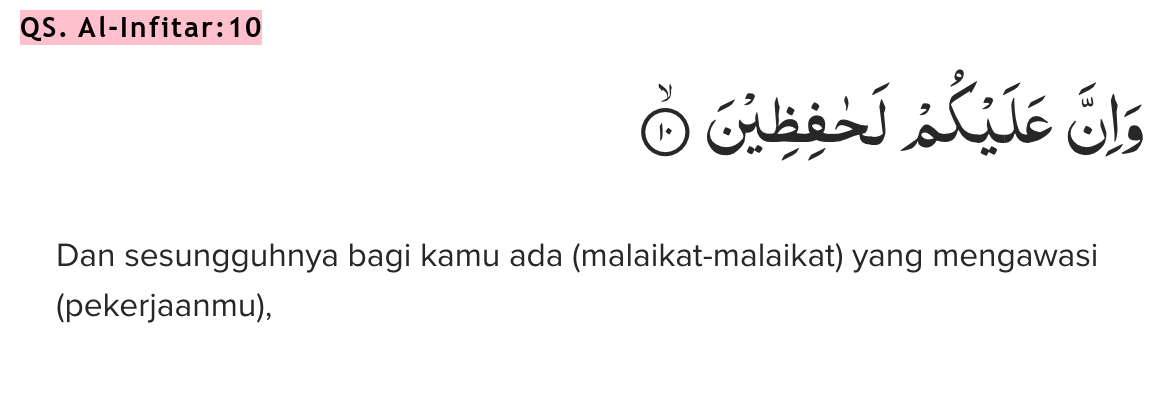 QS. Al-Infitar:10
وَاِنَّ عَلَيْكُمْ لَحٰفِظِيْنَۙ ١٠
Dan sesungguhnya bagi kamu ada (malaikat-malaikat) yang mengawasi
(pekerjaanmu),